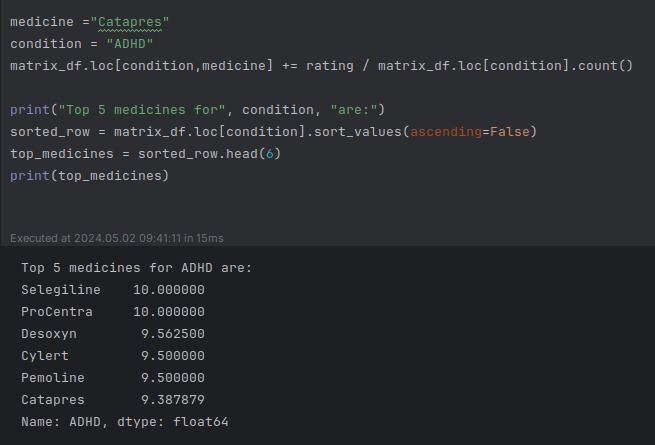 medicine ="Catapres"
condition = "ADHD"
matrix_df.loc[condition,medicine] += rating / matrix_df.loc[condition].count()
print("Top 5 medicines for", condition, "are:")
sorted_row = matrix_df.loc[condition].sort_values(ascending=False)
top_medicines = sorted_row.head(6)
print(top_medicines)
Executed at 2024.05.02 09:41:11 in 15ms
Top 5 medicines for ADHD are:
Selegiline    10.000000
ProCentra     10.000000
Desoxyn        9.562500
Cylert         9.500000
Pemoline       9.500000
Catapres       9.387879
Name: ADHD, dtype: float64